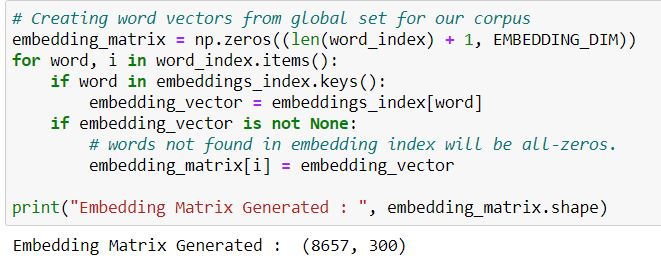 # Creating word vectors from global set for our corpus
embedding_matrix = np.zeros((len(word_index) + 1, EMBEDDING_DIM))
for word, i in word_index.items():
    if word in embeddings_index.keys():
        embedding_vector = embeddings_index[word]
    if embedding_vector is not None:
        # words not found in embedding index will be all-zeros.
        embedding_matrix[i] = embedding_vector
print("Embedding Matrix Generated : ", embedding_matrix.shape)
Embedding Matrix Generated :  (8657, 300)